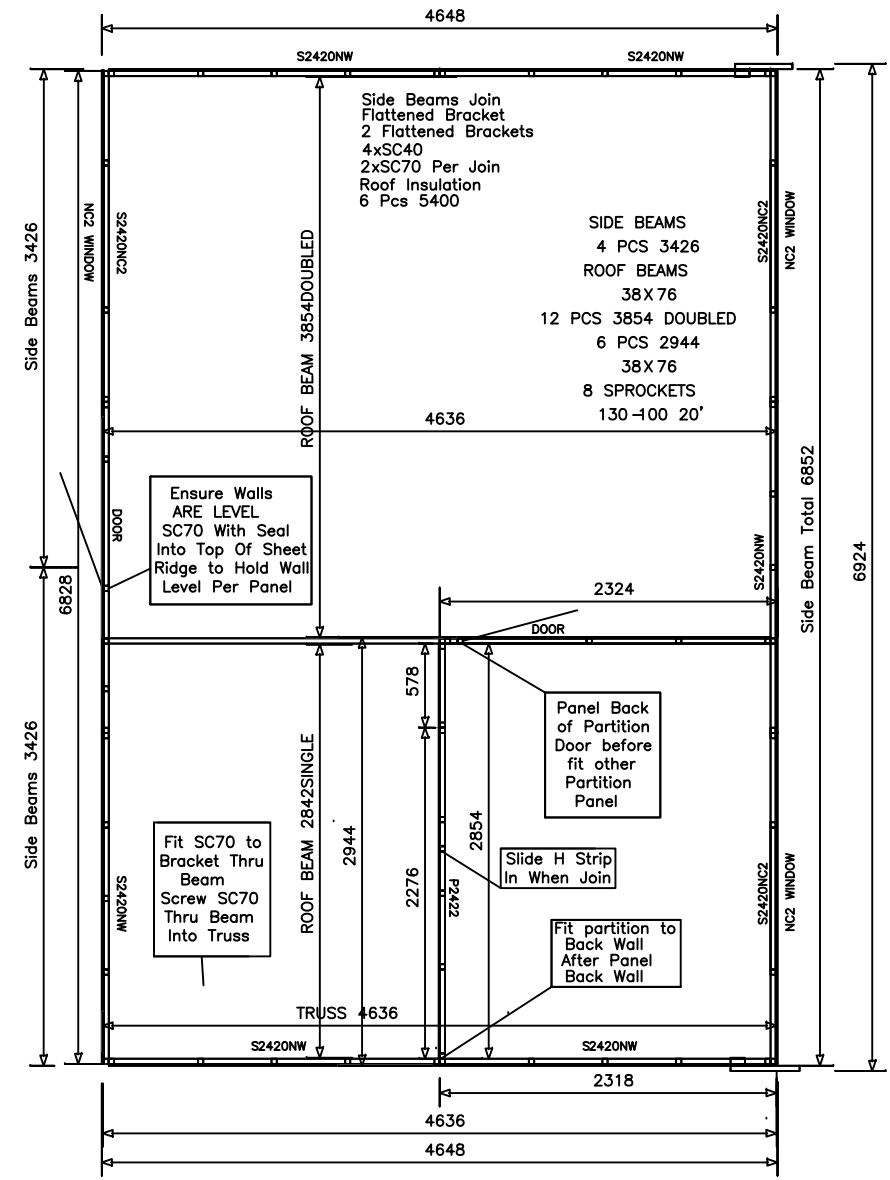 4648
S2420NW
S2420NW
Side Beams Join
Flattened Bracket
2 Flattened Brackets
4xSC40
2xSC70 Per Join
Roof Insulation
6 Pcs 5400
SIDE BEAMS
4 PCS 3426
ROOF BEAMS
38X76
12 PCS 3854 DOUBLED
6 PCS 2944
38X76
8 SPROCKETS
130-100 20'
Side Beams 3426
NC2 WINDOW
S2420NC2
ROOF BEAM 3854DOUBLED
S2420NC2
NC2 WINDOW
4636
Ensure Walls
ARE LEVEL
SC70 With Seal
Into Top Of Sheet
Ridge to Hold Wall
Level Per Panel
DOOR
6828
S2420NW
Side Beam Total 6852
6924
2324
DOOR
578
Panel Back
of Partition
Door before
fit other
Partition
Panel
Side Beams 3426
ROOF BEAM 2842SINGLE
2944
2276
2854
Fit SC70 to
Bracket Thru
Beam
Screw SC70
Thru Beam
Into Truss
S2420NW
Slide H Strip
In When Join
P2422
S2420NC2
NC2 WINDOW
Fit partition to
Back Wall
After Panel
Back Wall
TRUSS 4636
S2420NW
S2420NW
2318
4636
4648